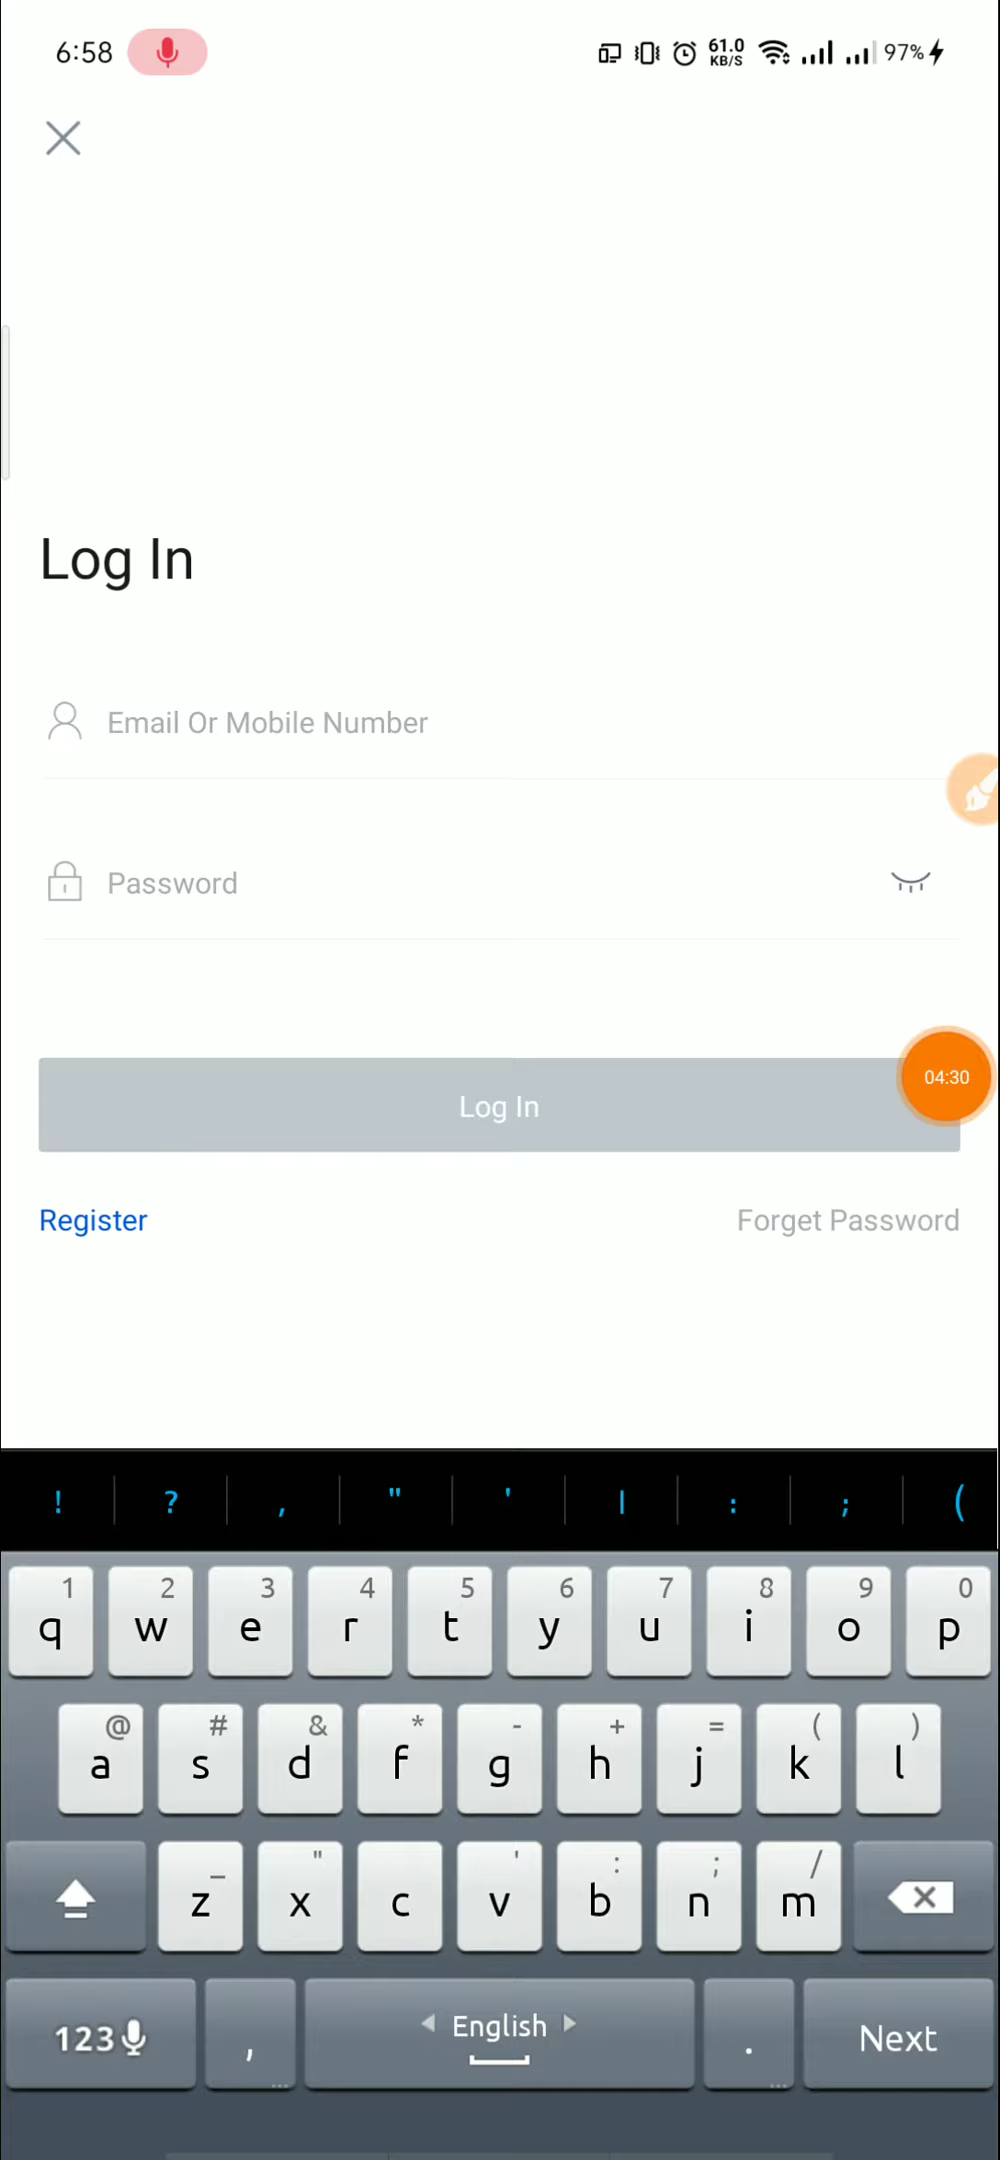 6:58 61.0 KB/S 97%
Log In
Email Or Mobile Number
Password
04:30
Log In
Register Forget Password
! ? , " ' | : ; (
1 2 3 4 5 6 7 8 9 0
q w e r t y u i o p
@ # & * - + = ( )
a s d f g h j k l
_ " ' : ; /
z x c v b n m
123 , English . Next